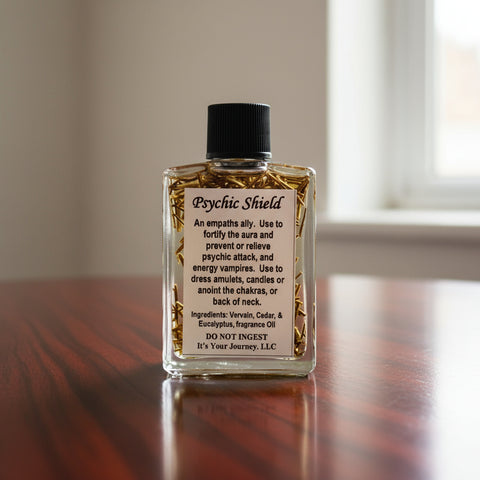 Psychic Shield
An empaths ally. Use to
fortify the aura and
prevent or relieve
psychic attack, and
energy vampires. Use to
dress amulets, candles or
anoint the chakras, or
back of neck.
Ingredients: Vervain, Cedar, &
Eucalyptus, fragrance Oil
DO NOT INGEST
It's Your Journey. LLC